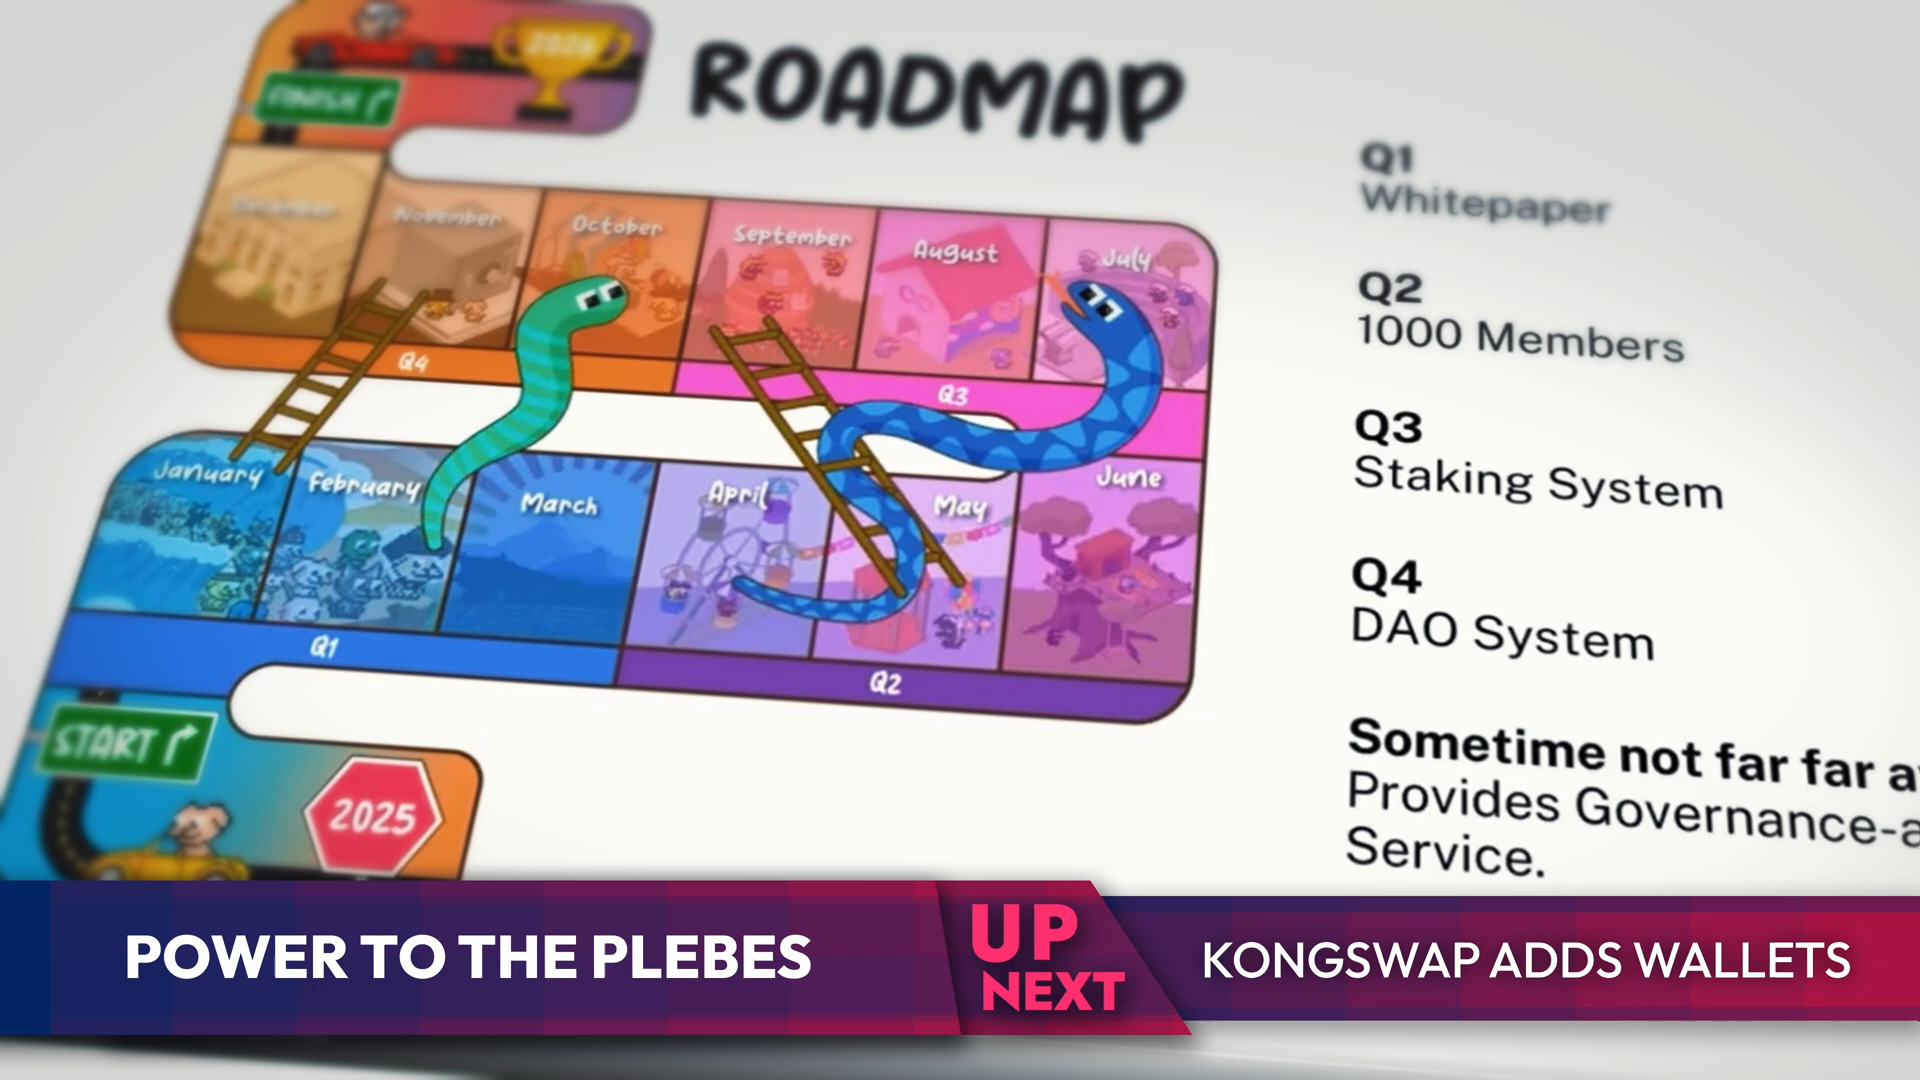 2026
ROADMAP
FINISH
December
November
October
September
August
July
Q4
Q3
January
February
March
April
May
June
Q1
Q2
START
2025
Q1
Whitepaper
Q2
1000 Members
Q3
Staking System
Q4
DAO System
Sometime not far far
Provides
Service.
POWER TO THE PLEBES
UP
NEXT
KONGSWAP ADDS WALLETS